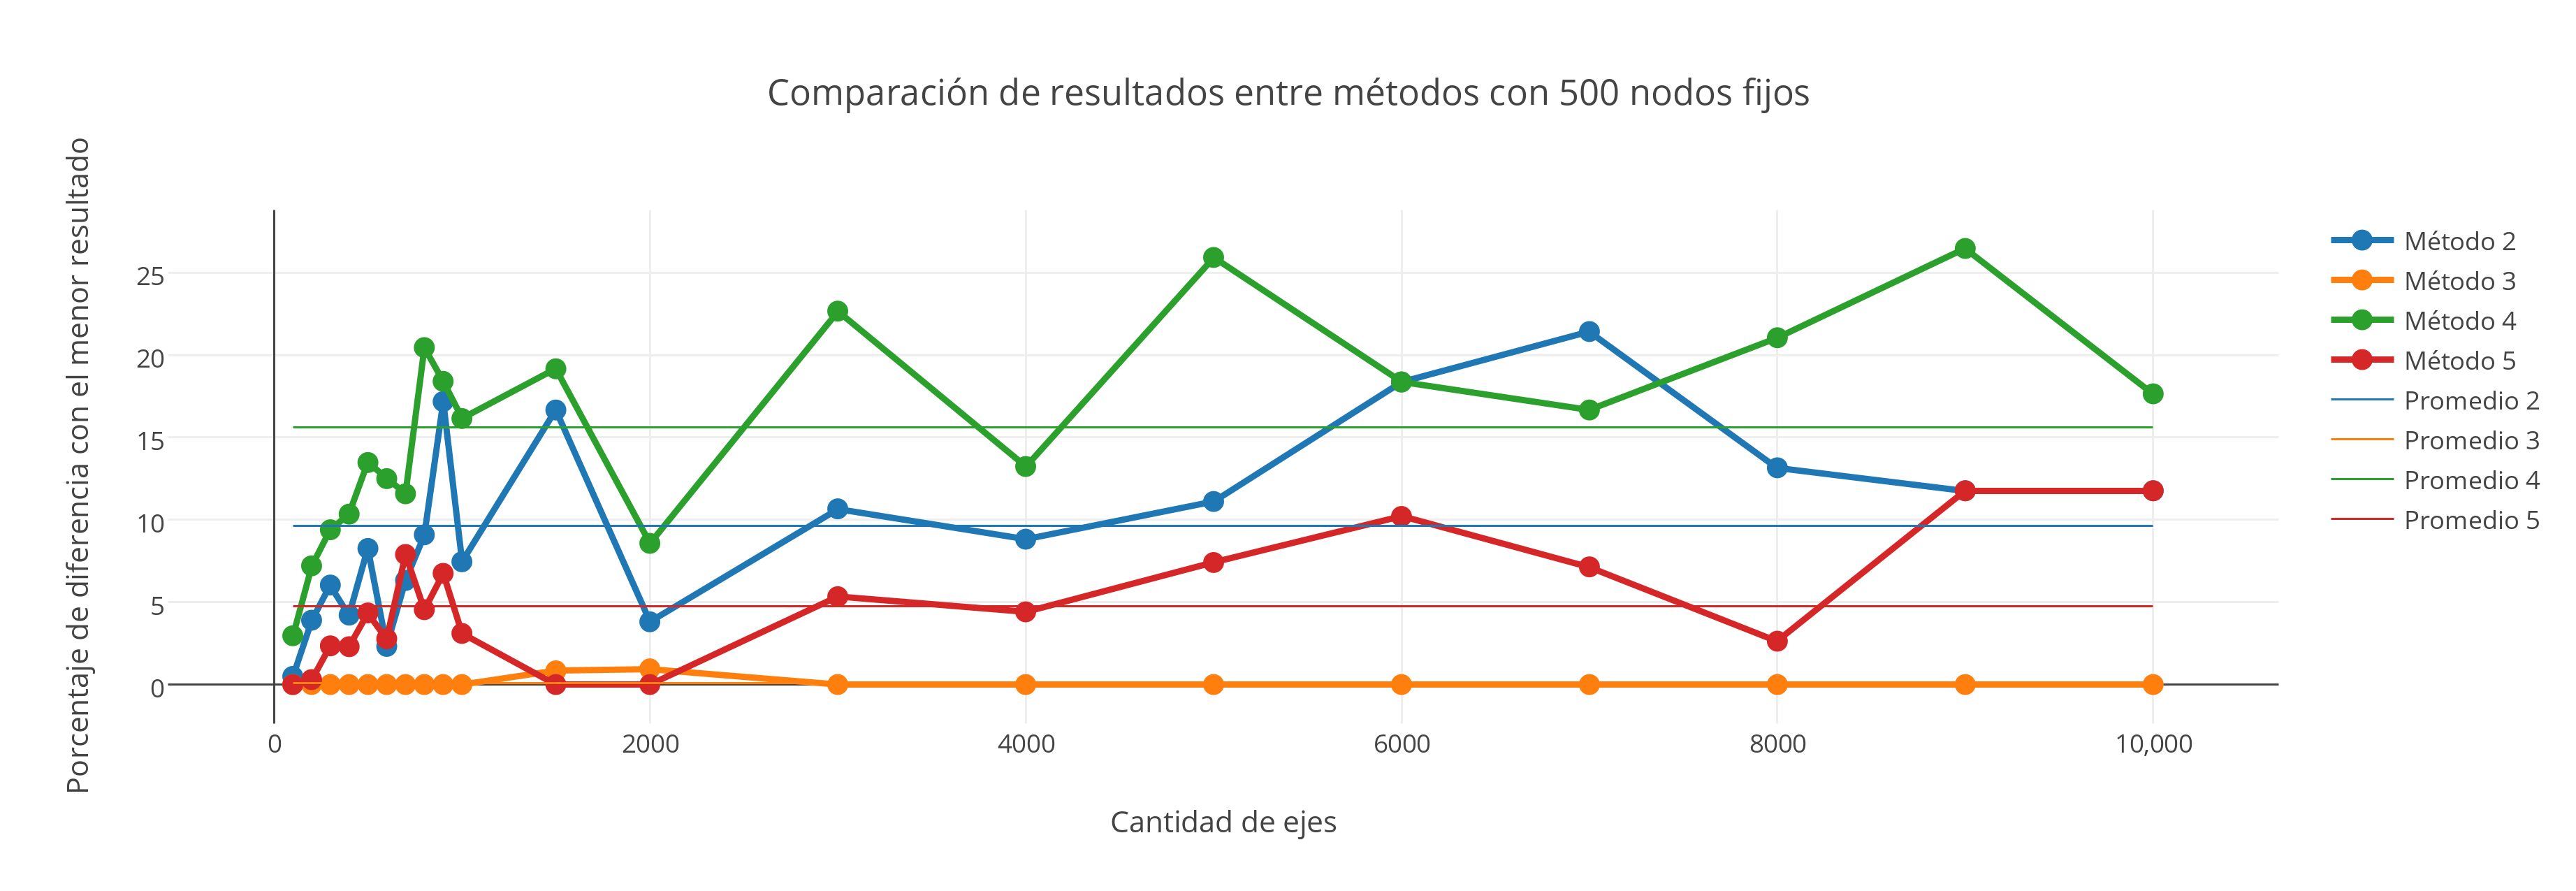 Comparación de resultados entre métodos con 500 nodos fijos
Porcentaje de diferencia con el menor resultado
25
20
15
10
5
0
0
2000
4000
6000
8000
10,000
Cantidad de ejes
Método 2
Método 3
Método 4
Método 5
Promedio 2
Promedio 3
Promedio 4
Promedio 5